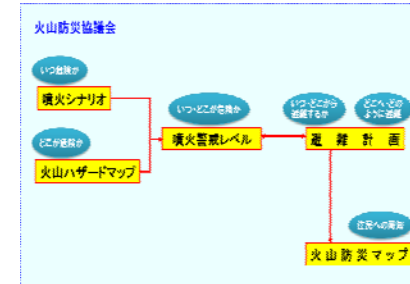 火山防災協議会
いつ危険か
噴火シナリオ
どこが危険か
火山ハザードマップ
いつ・どこが危険か
噴火警戒レベル
いつ・どこから
避難するか
どこへ・どの
ように避難
避難計画
住民への周知
火山防災マップ